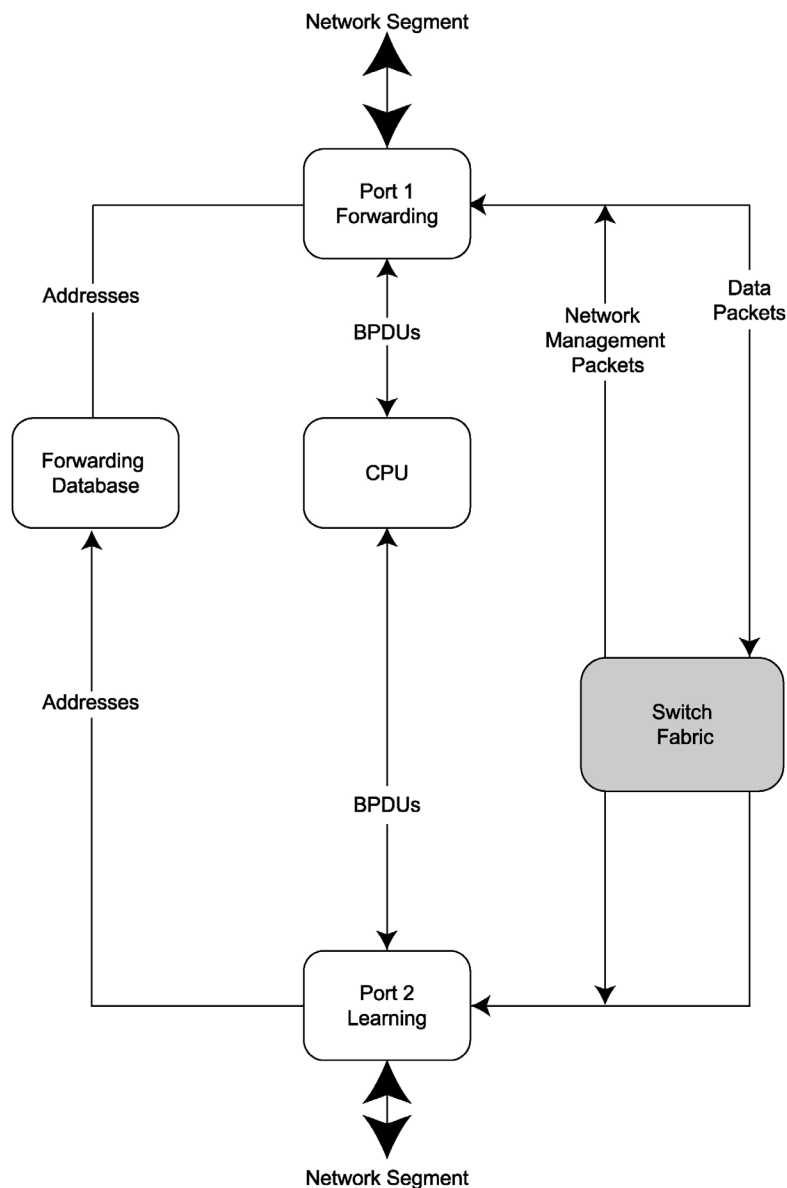 Network Segment
Port 1
Forwarding
Addresses
BPDUs
Network
Management
Packets
Data
Packets
Forwarding
Database
CPU
Addresses
Switch
Fabric
BPDUs
Port 2
Learning
Network Segment